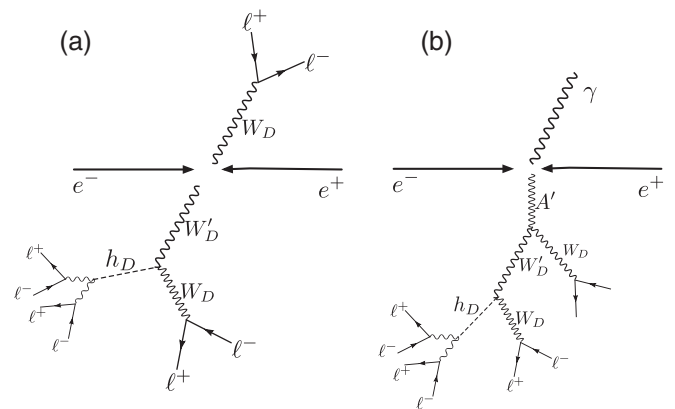 (a)
ℓ⁺
ℓ⁻
W_D
e⁻
e⁺
W′_D
h_D
W_D
ℓ⁺
ℓ⁻
ℓ⁺
ℓ⁻
ℓ⁻
ℓ⁺
(b)
γ
e⁻
e⁺
A′
W′_D
W_D
h_D
W_D
ℓ⁺
ℓ⁻
ℓ⁺
ℓ⁻
ℓ⁻
ℓ⁺